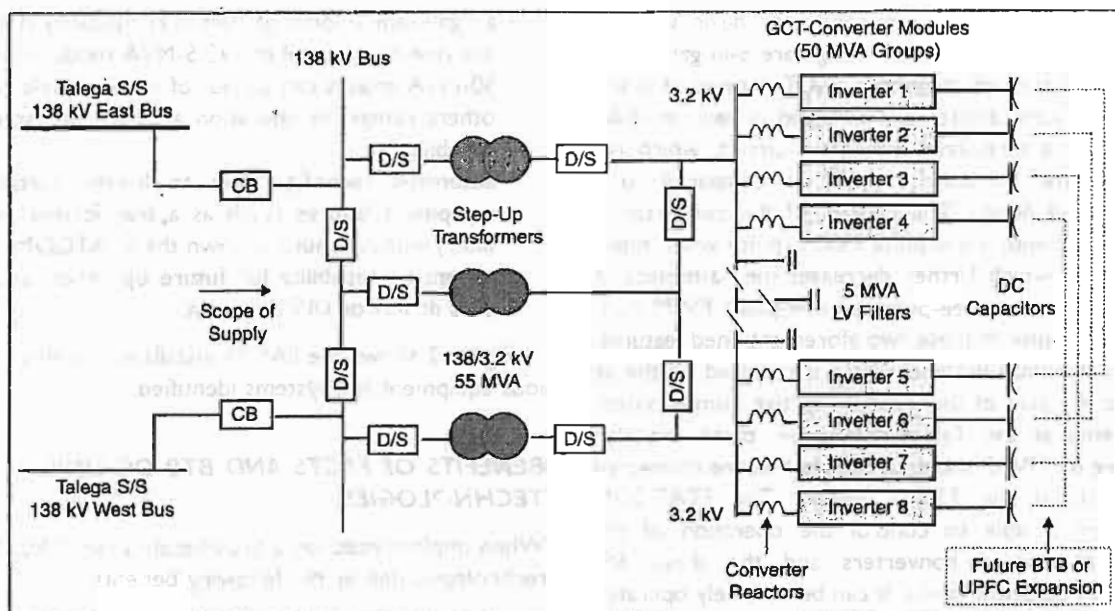 GCT-Converter Modules
(50 MVA Groups)
138 kV Bus
Talega S/S
138 kV East Bus
3.2 kV
Inverter 1
Inverter 2
Inverter 3
Inverter 4
D/S
D/S
CB
D/S
Step-Up
Transformers
D/S
D/S
5 MVA
LV Filters
DC
Capacitors
Scope of
Supply
138/3.2 kV
55 MVA
D/S
D/S
CB
D/S
D/S
Inverter 5
Inverter 6
Inverter 7
Inverter 8
Talega S/S
138 kV West Bus
3.2 kV
Converter
Reactors
Future BTB or
UPFC Expansion